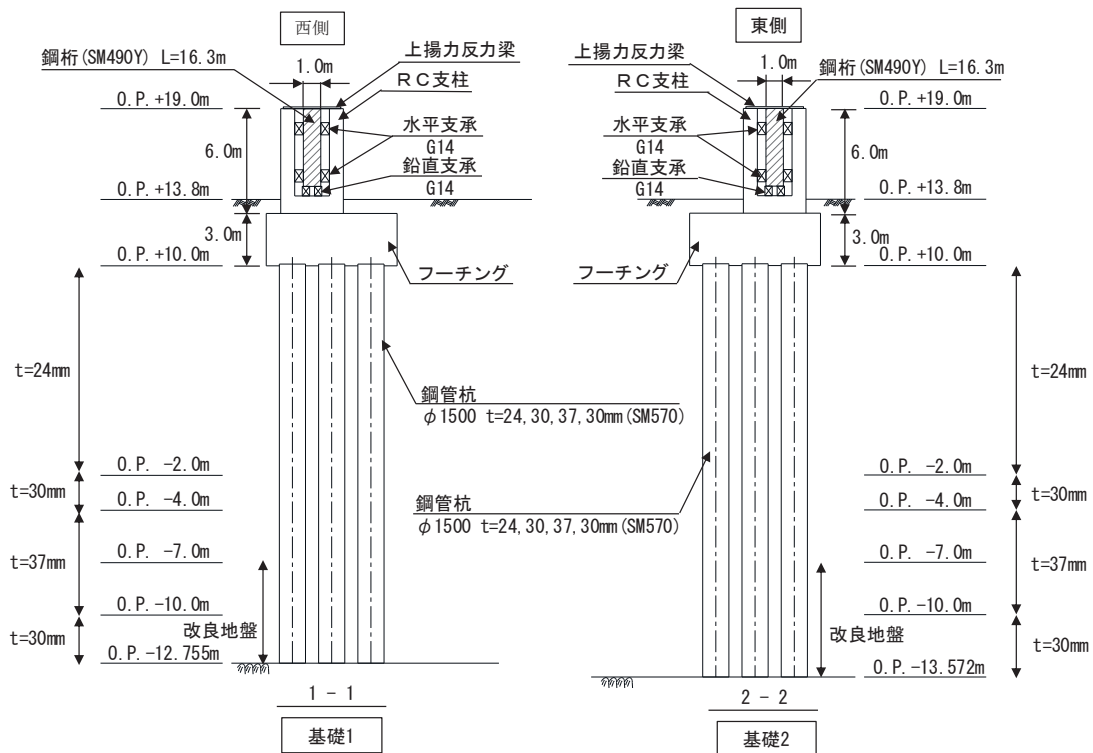 西側
鋼桁(SM490Y) L=16.3m
1.0m
上揚力反力梁
RC支柱
O.P.+19.0m
水平支承
G14
6.0m
鉛直支承
G14
O.P.+13.8m
3.0m
O.P.+10.0m
フーチング
t=24mm
鋼管杭
φ1500 t=24,30,37,30mm(SM570)
O.P. -2.0m
t=30mm
O.P. -4.0m
t=37mm
O.P. -7.0m
O.P.-10.0m
改良地盤
t=30mm
O.P.-12.755m
1 - 1
基礎1
東側
上揚力反力梁
1.0m
鋼桁(SM490Y) L=16.3m
RC支柱
O.P.+19.0m
水平支承
G14
6.0m
鉛直支承
G14
O.P.+13.8m
3.0m
O.P.+10.0m
フーチング
t=24mm
鋼管杭
φ1500 t=24,30,37,30mm(SM570)
O.P. -2.0m
t=30mm
O.P. -4.0m
t=37mm
O.P. -7.0m
O.P.-10.0m
改良地盤
t=30mm
O.P.-13.572m
2 - 2
基礎2